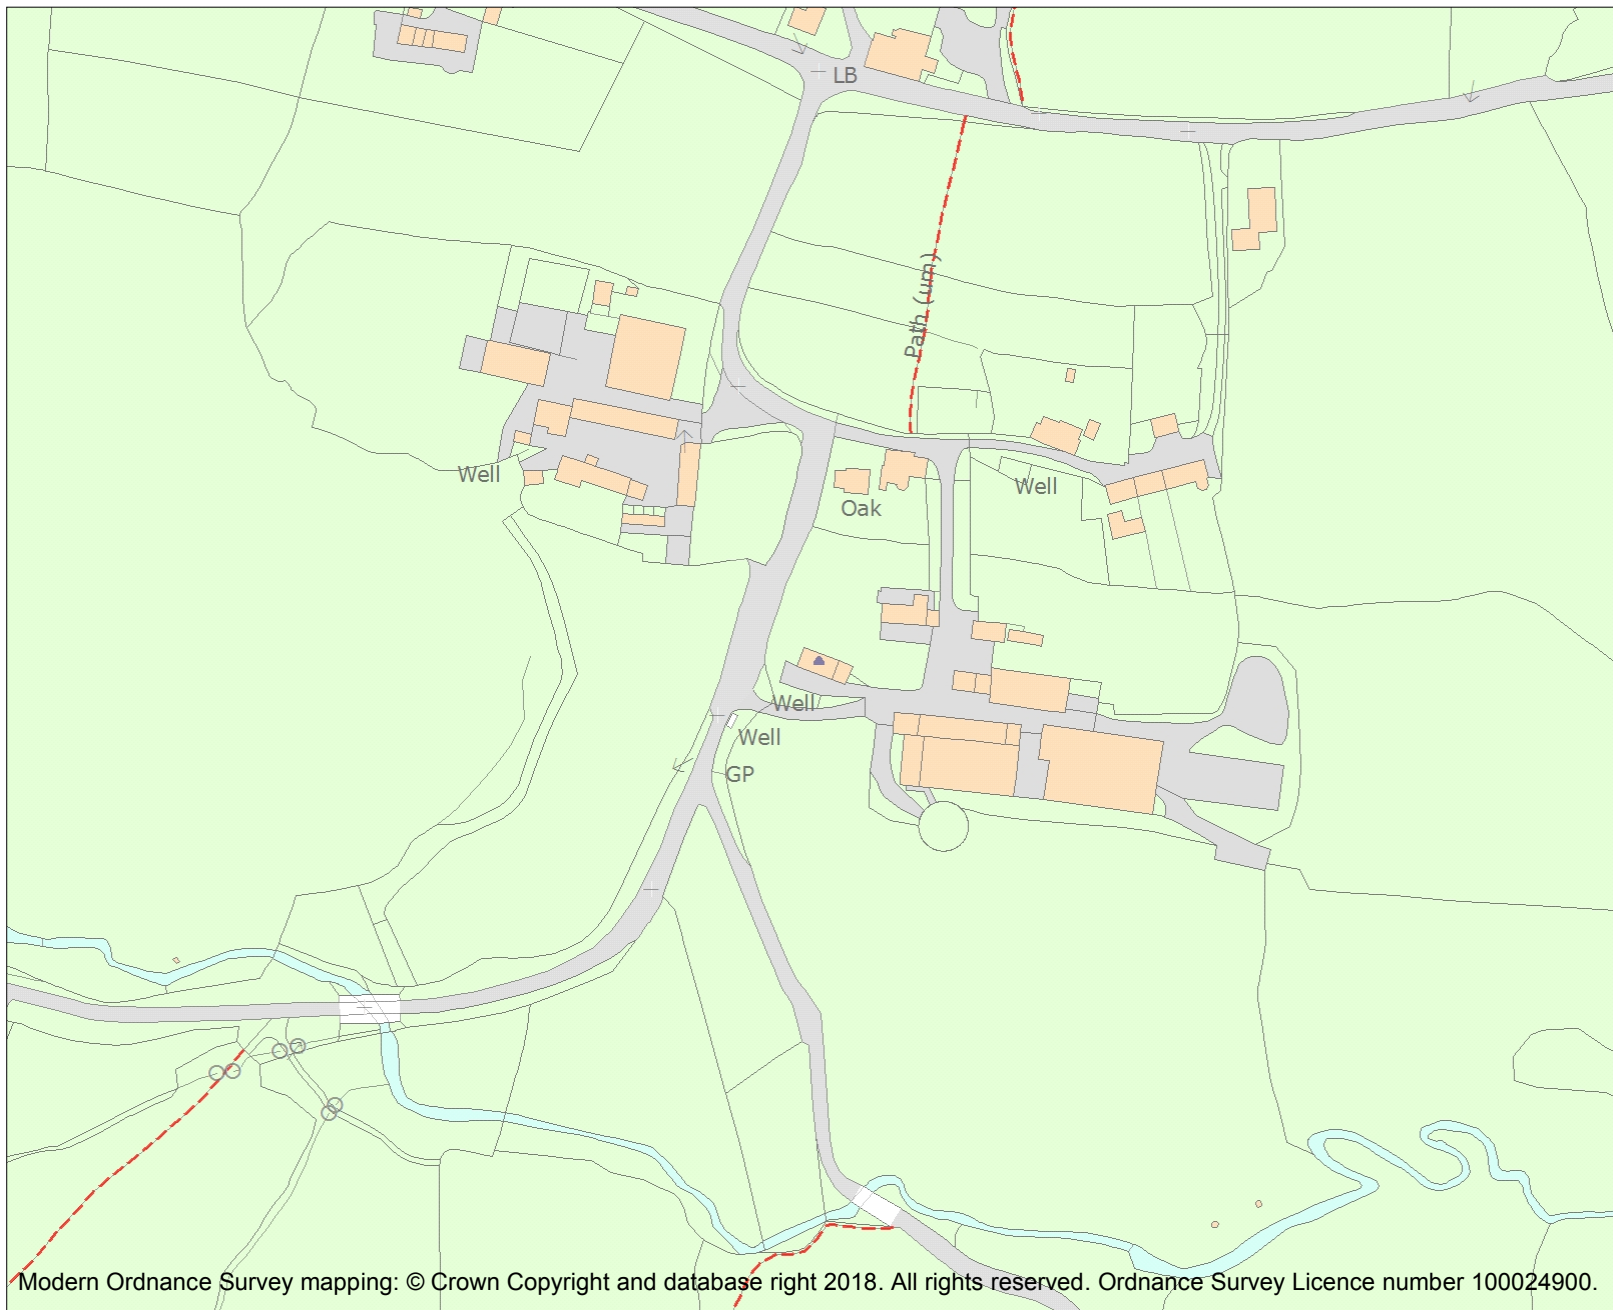 LB
Path (um)
Well
Well
Oak
Well
Well
GP
Modern Ordnance Survey mapping: © Crown Copyright and database right 2018. All rights reserved. Ordnance Survey Licence number 100024900.